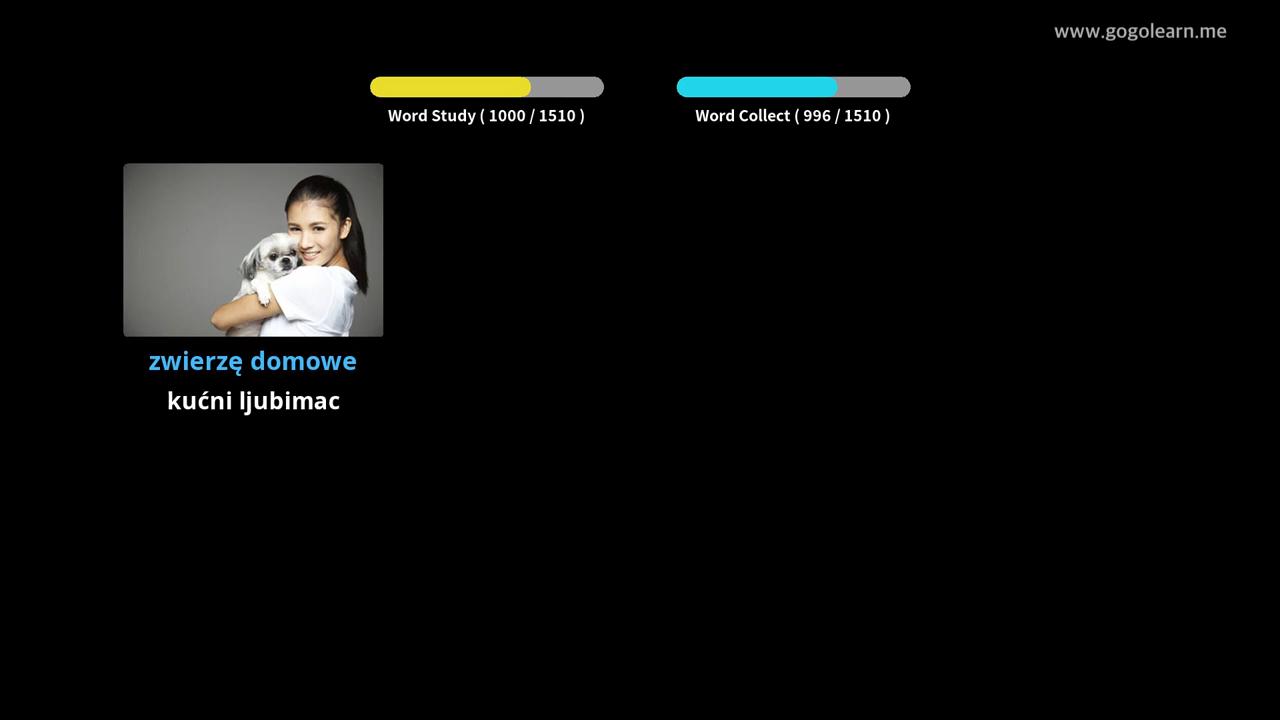 www.gogolearn.me
Word Study ( 1000 / 1510 )
Word Collect ( 996 / 1510 )
zwierzę domowe
kućni ljubimac